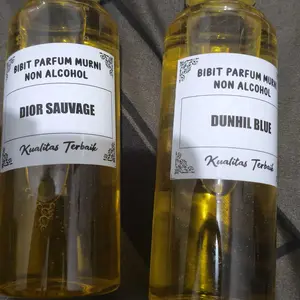 BIBIT PARFUM MURNI
NON ALCOHOL
DIOR SAUVAGE
Kualitas Terbaik
BIBIT PARFUM MURNI
NON ALCOHOL
DUNHIL BLUE
Kualitas Terbaik